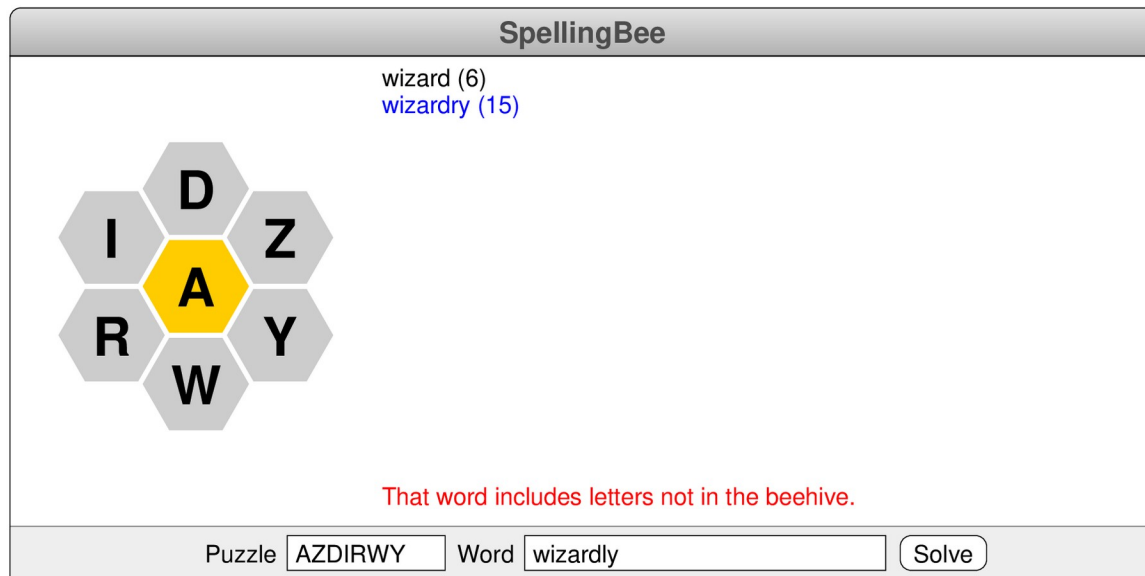 SpellingBee
wizard (6)
wizardry (15)
D
I Z
A
R Y
W
That word includes letters not in the beehive.
Puzzle AZDIRWY Word wizardly Solve